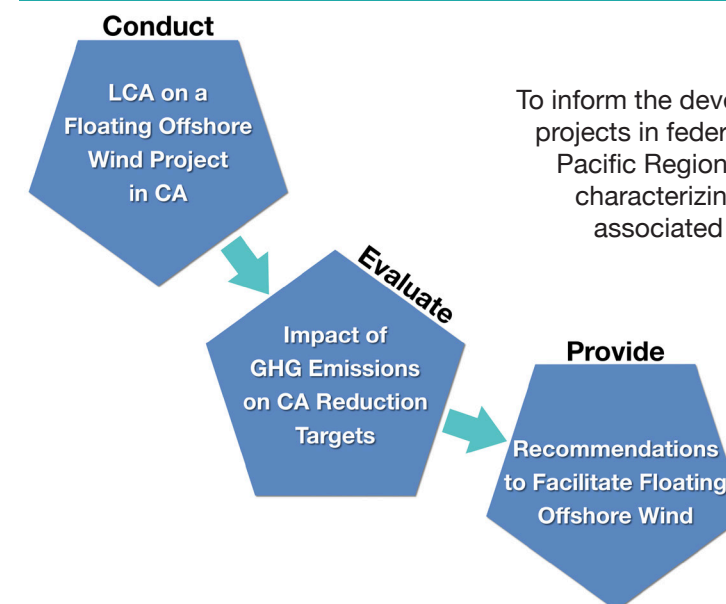 Conduct
LCA on a
Floating Offshore
Wind Project
in CA
To inform the deve
projects in feder
Pacific Region
characterizin
associated
Evaluate
Impact of
GHG Emissions
on CA Reduction
Targets
Provide
Recommendations
to Facilitate Floating
Offshore Wind